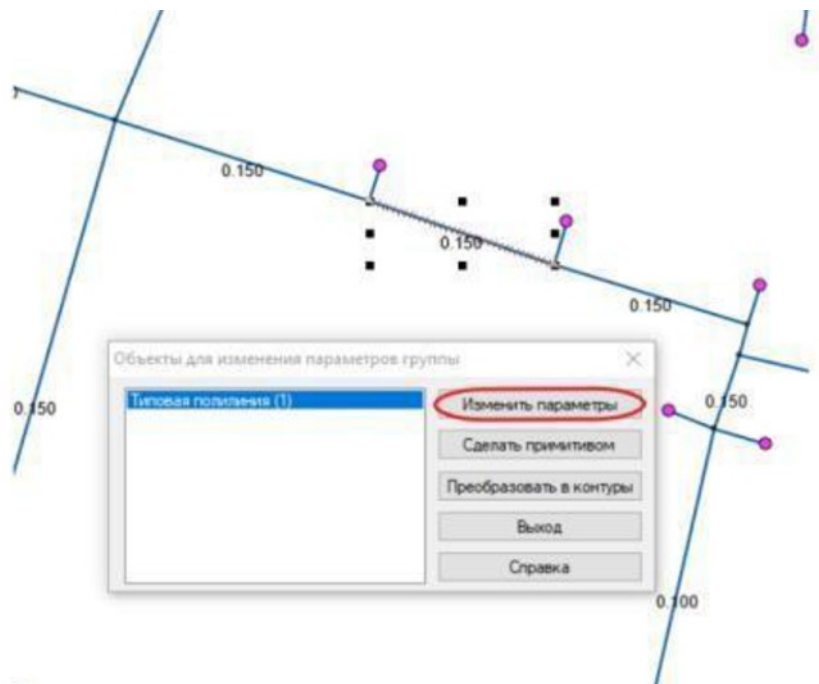 0.150
0.150
0.150
Объекты для изменения параметров группы
Типовая полилиния (1)
Изменить параметры
0.150
0.150
Сделать примитивом
Преобразовать в контуры
Выход
Справка
0.100